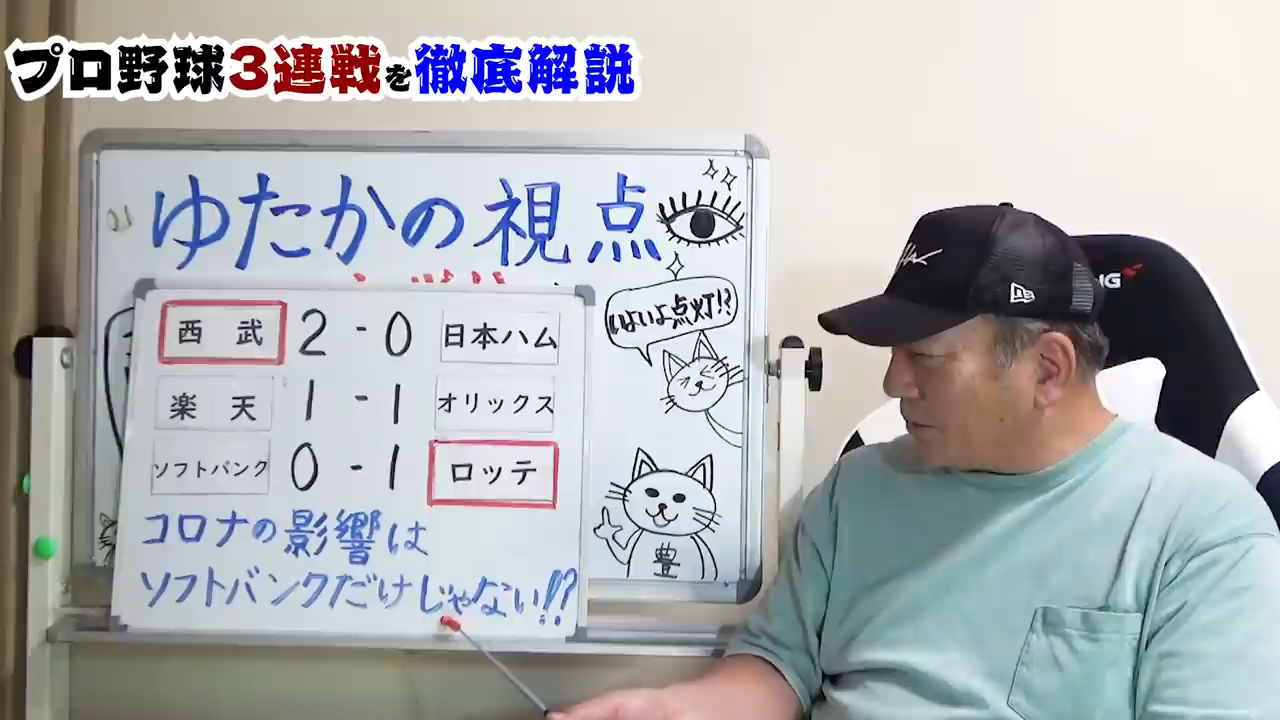 プロ野球3連戦を徹底解説
ゆたかの視点
いよいよ点灯!?
西武 2 - 0 日本ハム
楽天 1 - 1 オリックス
ソフトバンク 0 - 1 ロッテ
コロナの影響は
ソフトバンクだけじゃない!!?
豊